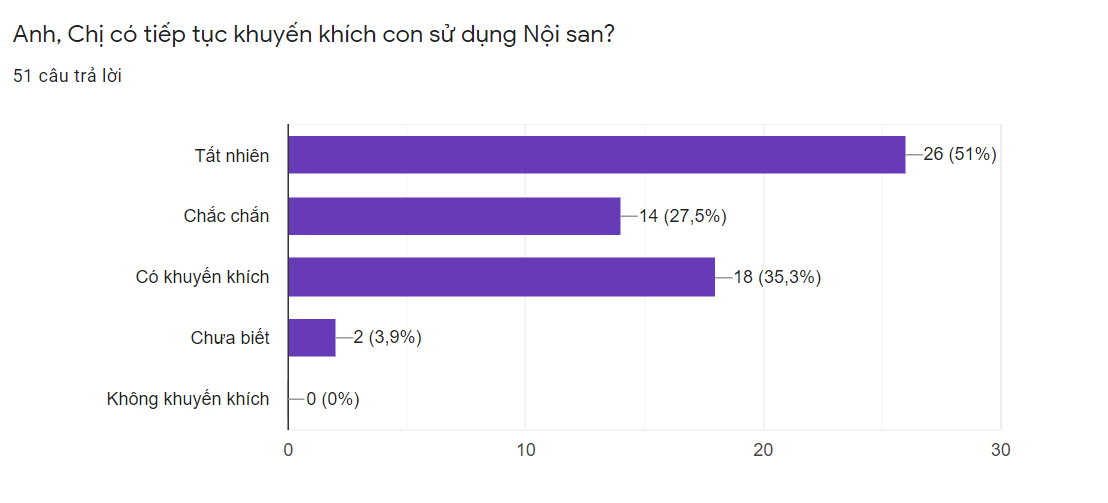 Anh, Chị có tiếp tục khuyến khích con sử dụng Nội san?
51 câu trả lời
Tất nhiên
26 (51%)
Chắc chắn
14 (27,5%)
Có khuyến khích
18 (35,3%)
Chưa biết
2 (3,9%)
Không khuyến khích
0 (0%)
0
10
20
30